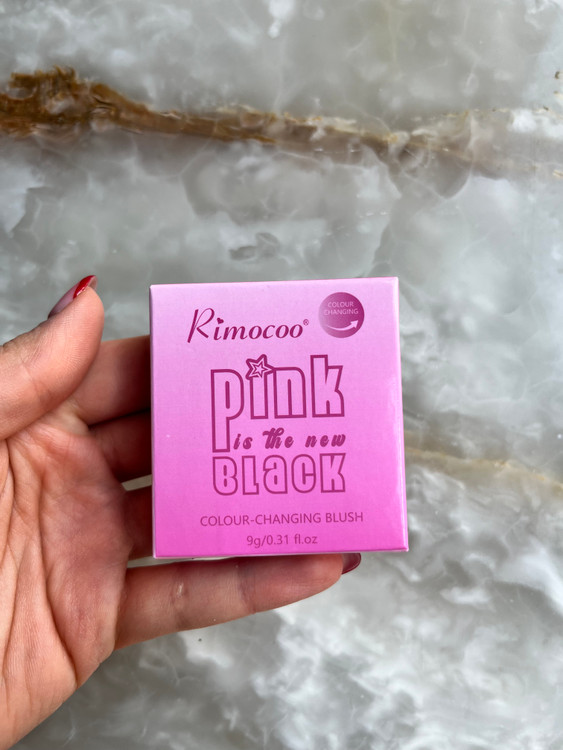 Rimocoo®
COLOUR
CHANGING
pink
is the new
BLACK
COLOUR-CHANGING BLUSH
9g/0.31 fl.oz